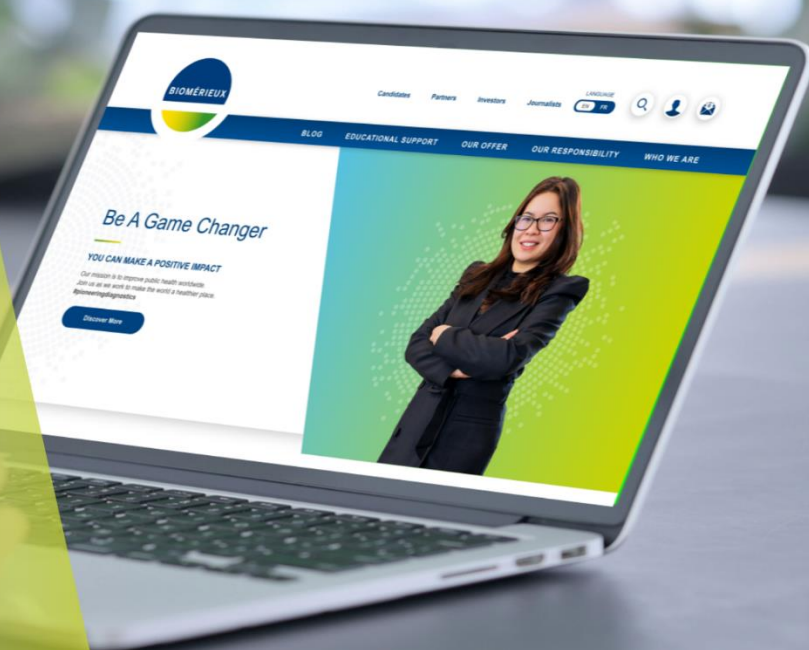 BIOMÉRIEUX
Candidates Partners Investors Journalists
LANGUAGE
EN FR
BLOG EDUCATIONAL SUPPORT OUR OFFER OUR RESPONSIBILITY WHO WE ARE
Be A Game Changer
YOU CAN MAKE A POSITIVE IMPACT
Our mission is to improve public health worldwide.
Join us as we work to make the world a healthier place.
#pioneeringdiagnostics
Discover More